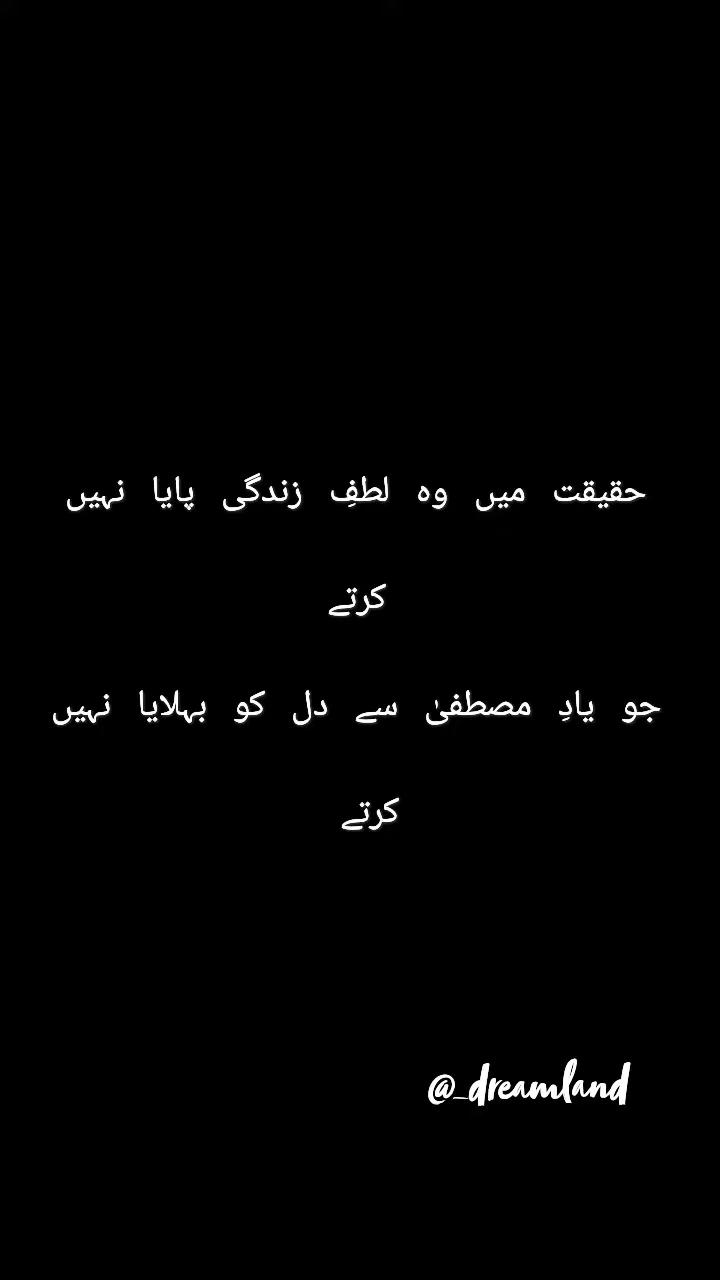 حقیقت میں وہ لطفِ زندگی پایا نہیں
کرتے
جو یادِ مصطفیٰ سے دل کو بہلایا نہیں
کرتے
@_dreamland